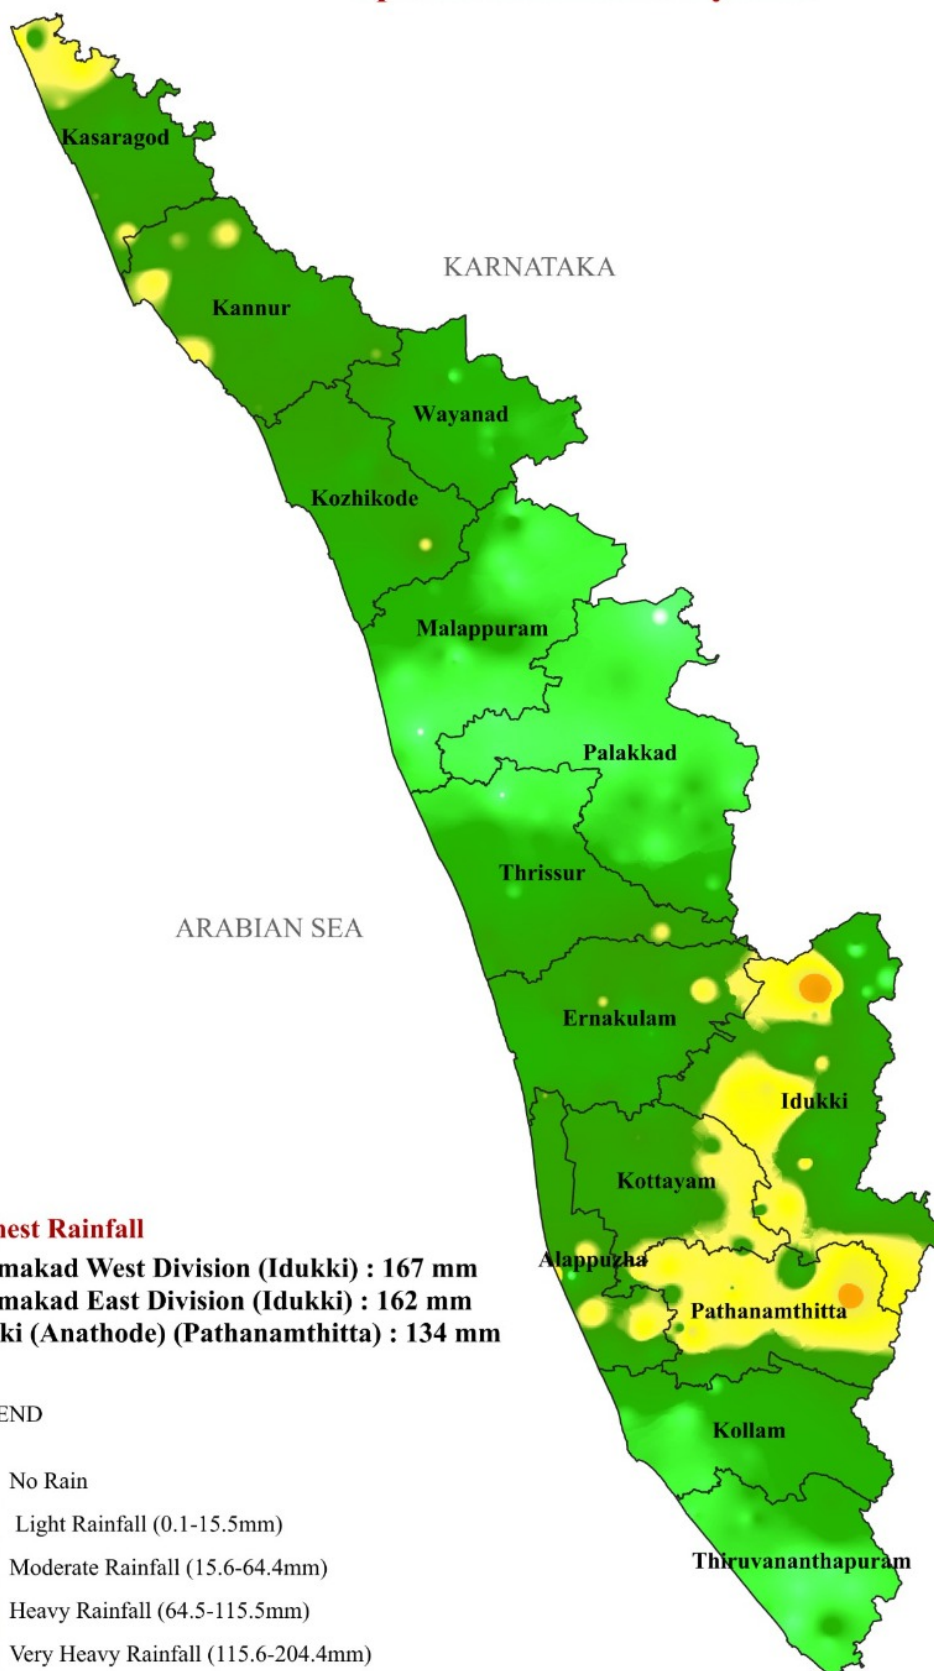 Kasaragod
KARNATAKA
Kannur
Wayanad
Kozhikode
Malappuram
Palakkad
Thrissur
ARABIAN SEA
Ernakulam
Idukki
Kottayam
Alappuzha
Pathanamthitta
Kollam
Thiruvananthapuram
nest Rainfall
makad West Division (Idukki) : 167 mm
makad East Division (Idukki) : 162 mm
ki (Anathode) (Pathanamthitta) : 134 mm
END
No Rain
Light Rainfall (0.1-15.5mm)
Moderate Rainfall (15.6-64.4mm)
Heavy Rainfall (64.5-115.5mm)
Very Heavy Rainfall (115.6-204.4mm)